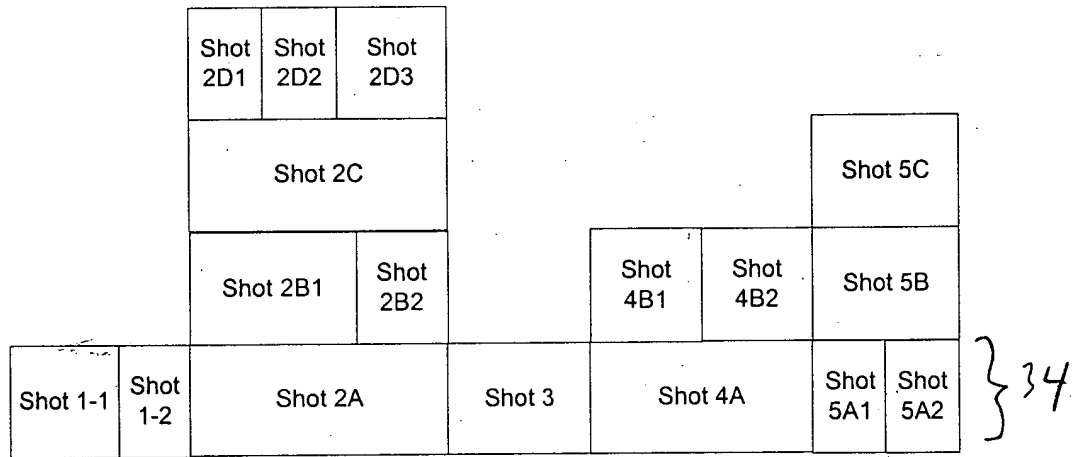 Shot
2D1
Shot
2D2
Shot
2D3
Shot 2C
Shot 5C
Shot 2B1
Shot
2B2
Shot
4B1
Shot
4B2
Shot 5B
Shot 1-1
Shot
1-2
Shot 2A
Shot 3
Shot 4A
Shot
5A1
Shot
5A2
34